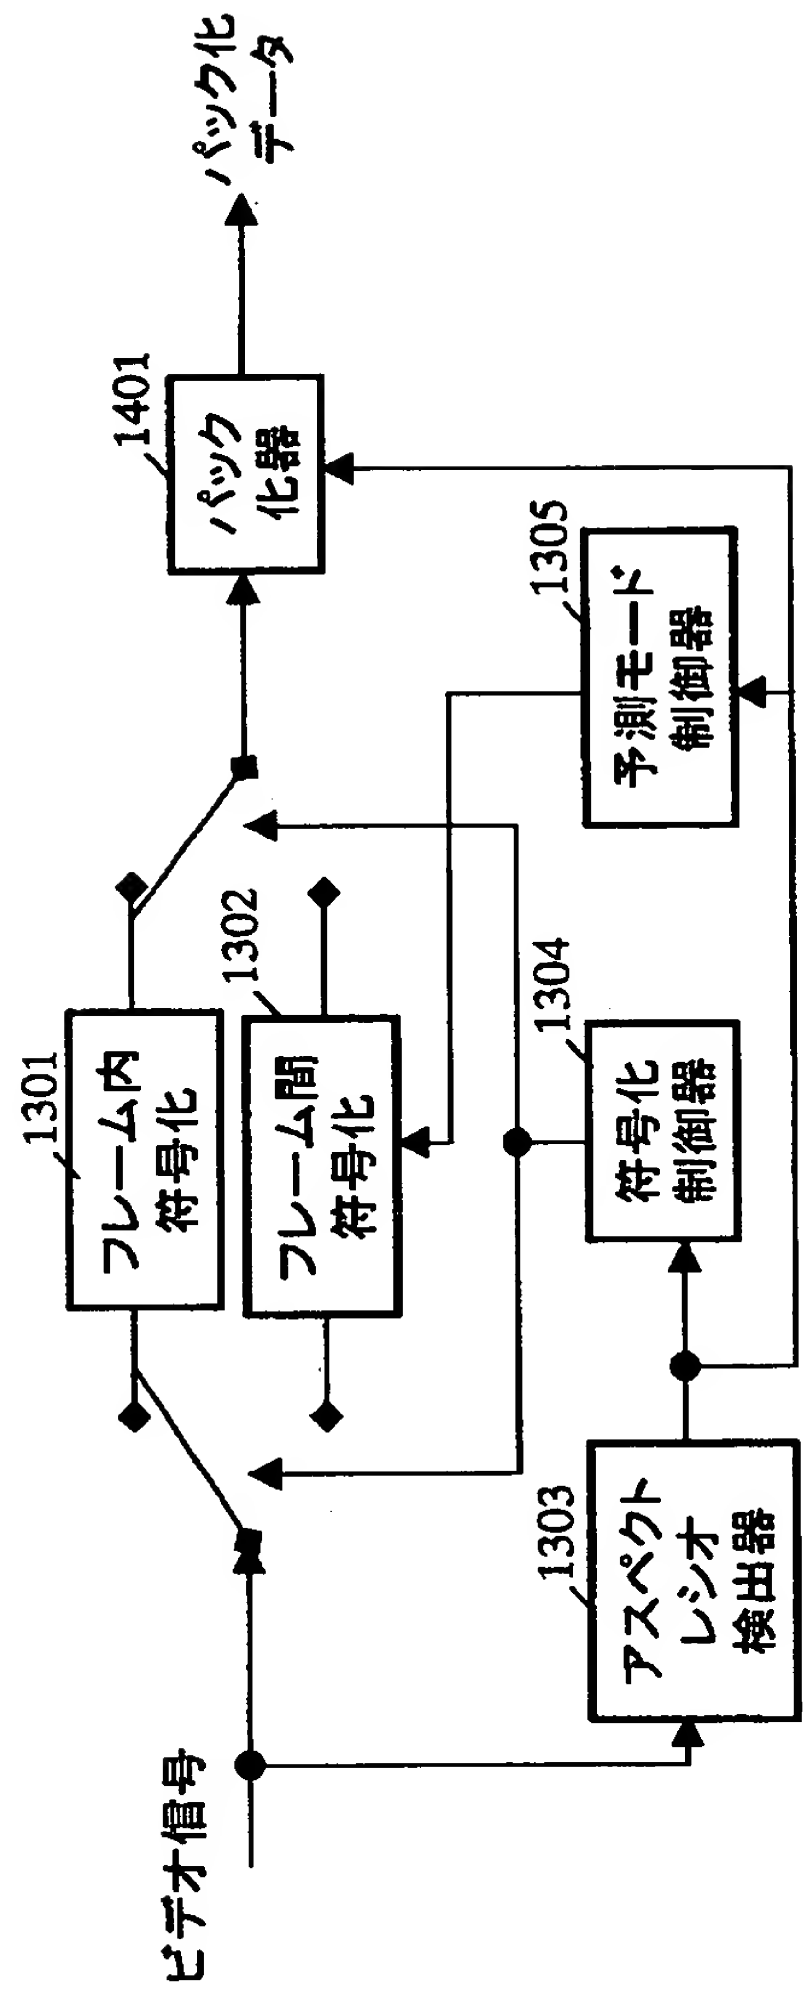 ビデオ信号
1301
フレーム内
符号化
1302
フレーム間
符号化
1303
アスペクト
レシオ
検出器
1304
符号化
制御器
1305
予測モード
制御器
1401
パック
化器
パック化
データ